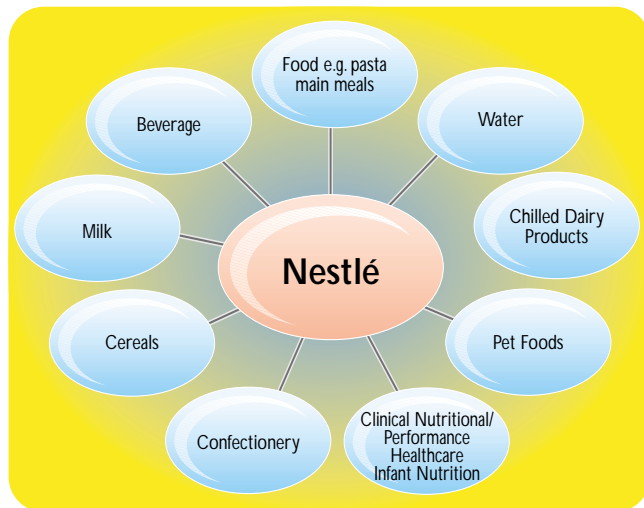 Food e.g. pasta
main meals
Beverage
Water
Milk
Chilled Dairy
Products
Nestlé
Cereals
Pet Foods
Confectionery
Clinical Nutritional/
Performance
Healthcare
Infant Nutrition